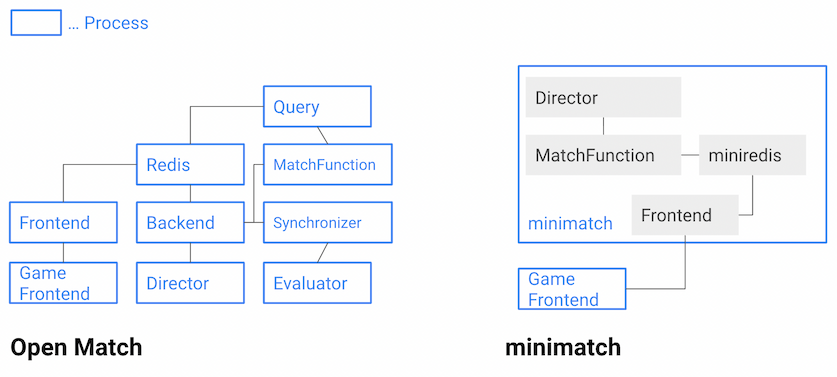 ... Process
Query
Redis
MatchFunction
Frontend
Backend
Synchronizer
Game
Frontend
Director
Evaluator
Open Match
Director
MatchFunction
miniredis
Frontend
minimatch
Game
Frontend
minimatch